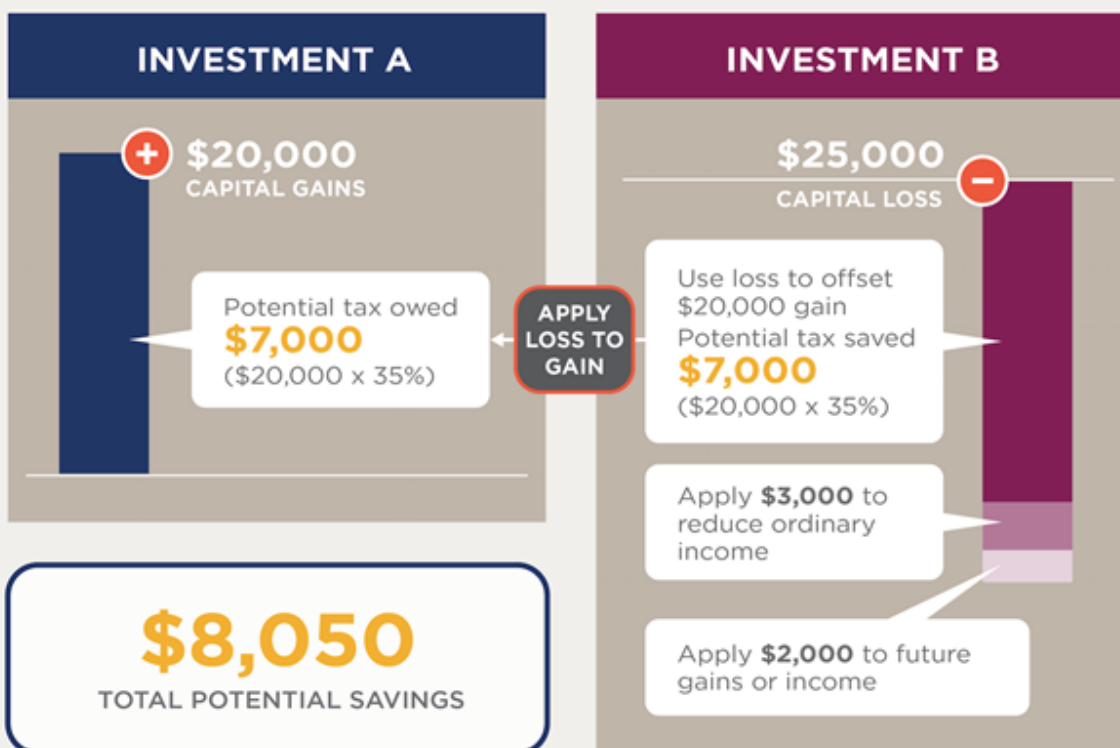 INVESTMENT A
+
$20,000
CAPITAL GAINS
Potential tax owed
$7,000
($20,000 x 35%)
APPLY
LOSS TO
GAIN
INVESTMENT B
$25,000
−
CAPITAL LOSS
Use loss to offset
$20,000 gain
Potential tax saved
$7,000
($20,000 x 35%)
Apply $3,000 to
reduce ordinary
income
Apply $2,000 to future
gains or income
$8,050
TOTAL POTENTIAL SAVINGS